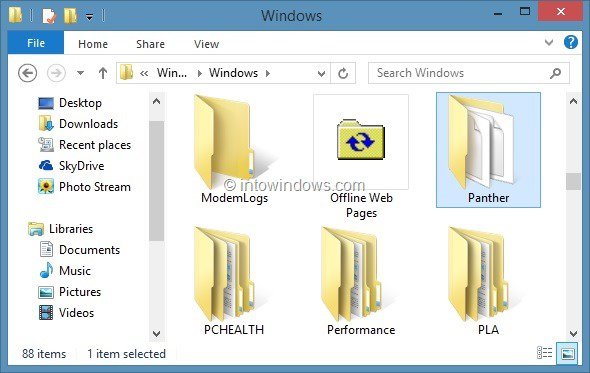 Windows
File Home Share View
« Win... Windows Search Windows
Desktop
Downloads
Recent places
SkyDrive
Photo Stream
Libraries
Documents
Music
Pictures
Videos
© intowindows.com
ModemLogs Offline Web Panther
Pages
PCHEALTH Performance PLA
88 items 1 item selected